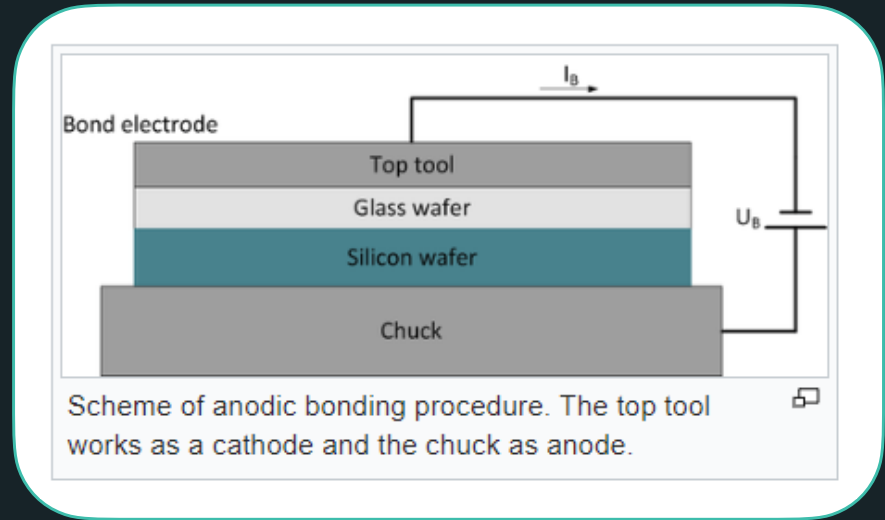 I_B
Bond electrode
Top tool
Glass wafer
U_B
Silicon wafer
Chuck
Scheme of anodic bonding procedure. The top tool
works as a cathode and the chuck as anode.